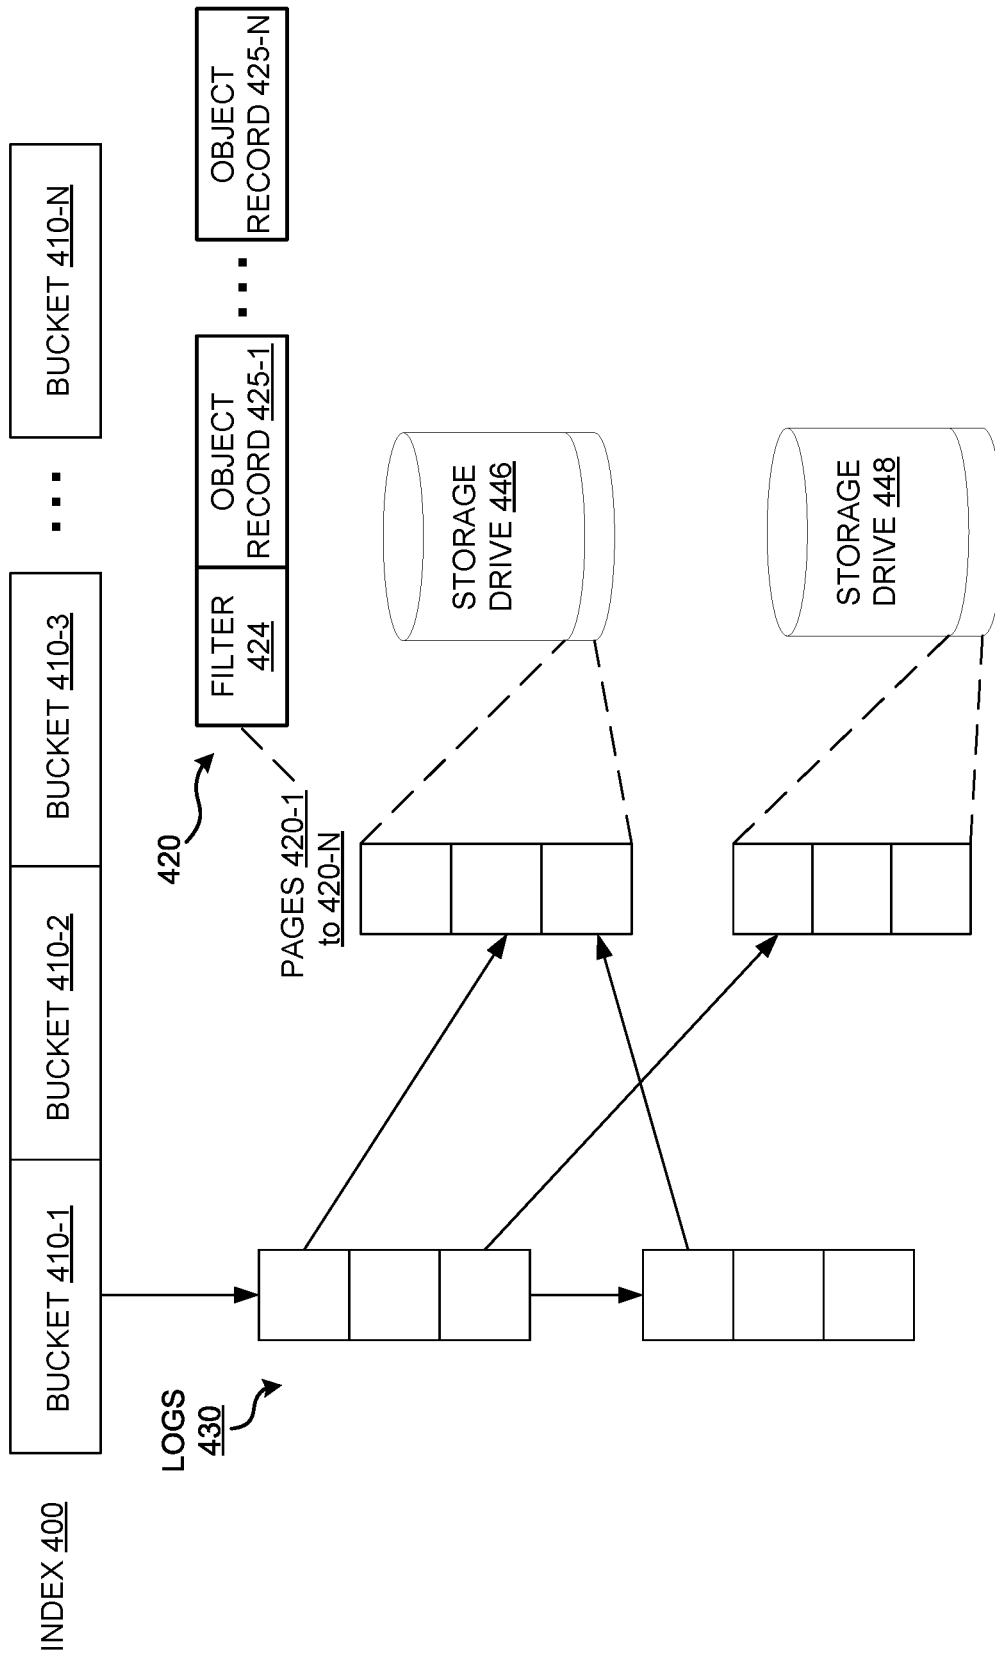 INDEX 400
BUCKET 410-1
BUCKET 410-2
BUCKET 410-3
...
BUCKET 410-N
LOGS
430
420
FILTER
424
OBJECT
RECORD 425-1
...
OBJECT
RECORD 425-N
PAGES 420-1
to 420-N
STORAGE
DRIVE 446
STORAGE
DRIVE 448